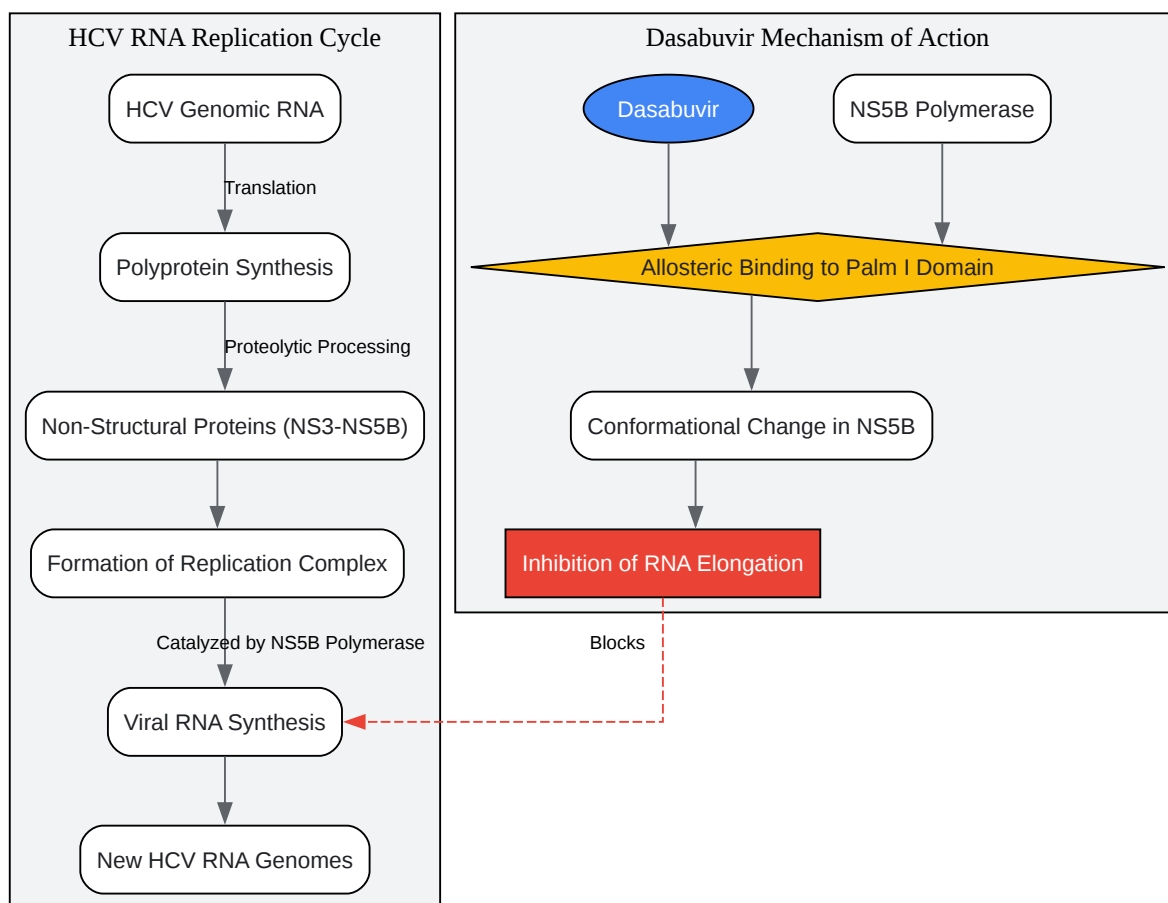 HCV RNA Replication Cycle
HCV Genomic RNA
Translation
Polyprotein Synthesis
Proteolytic Processing
Non-Structural Proteins (NS3-NS5B)
Formation of Replication Complex
Catalyzed by NS5B Polymerase
Viral RNA Synthesis
New HCV RNA Genomes
Dasabuvir Mechanism of Action
Dasabuvir
NS5B Polymerase
Allosteric Binding to Palm I Domain
Conformational Change in NS5B
Inhibition of RNA Elongation
Blocks